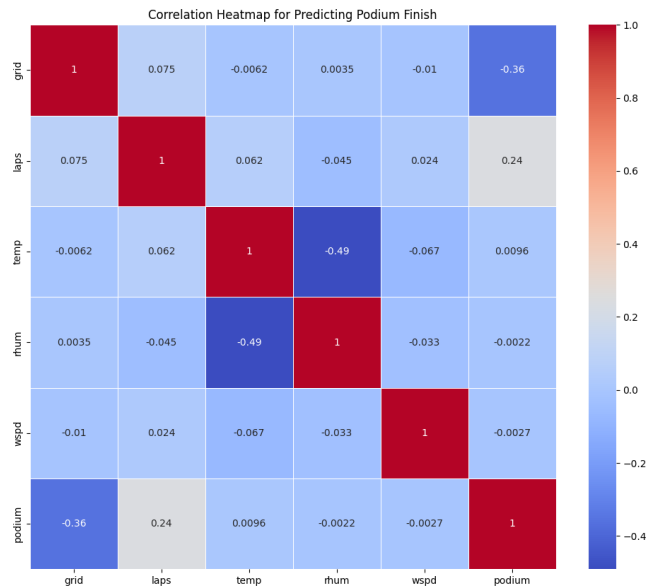 Correlation Heatmap for Predicting Podium Finish
grid 1 0.075 -0.0062 0.0035 -0.01 -0.36
laps 0.075 1 0.062 -0.045 0.024 0.24
temp -0.0062 0.062 1 -0.49 -0.067 0.0096
rhum 0.0035 -0.045 -0.49 1 -0.033 -0.0022
wspd -0.01 0.024 -0.067 -0.033 1 -0.0027
podium -0.36 0.24 0.0096 -0.0022 -0.0027 1
grid laps temp rhum wspd podium
1.0
0.8
0.6
0.4
0.2
0.0
−0.2
−0.4